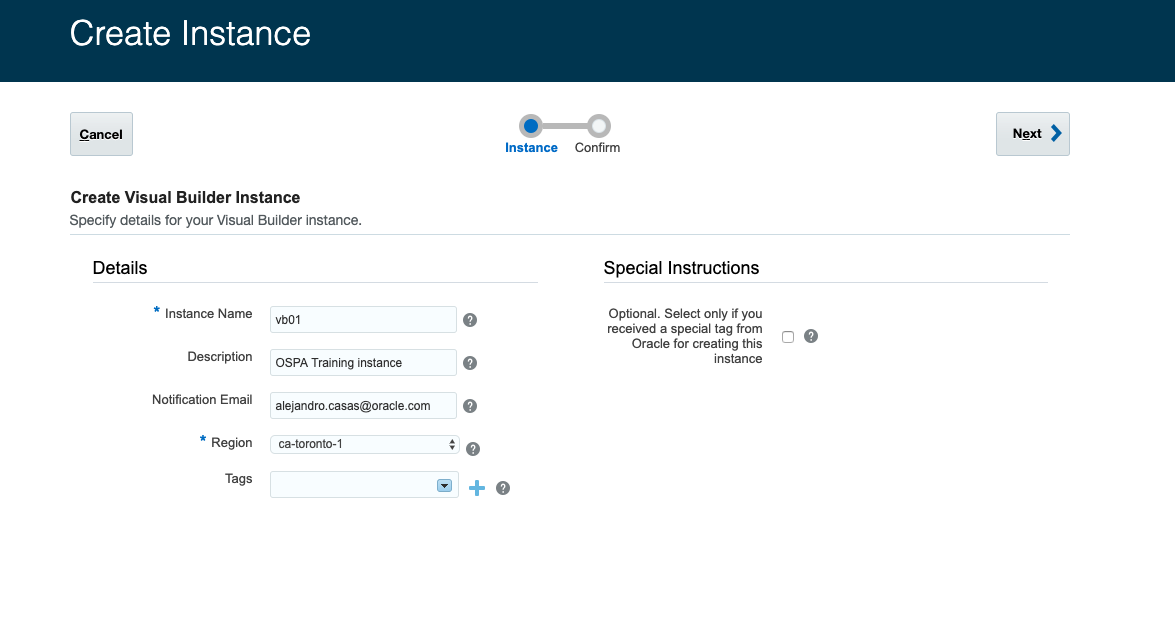 Create Instance
Cancel
Instance
Confirm
Next
Create Visual Builder Instance
Specify details for your Visual Builder instance.
Details
* Instance Name
vb01
?
Description
OSPA Training instance
?
Notification Email
alejandro.casas@oracle.com
?
* Region
ca-toronto-1
?
Tags
?
Special Instructions
Optional. Select only if you
received a special tag from
Oracle for creating this
instance
?